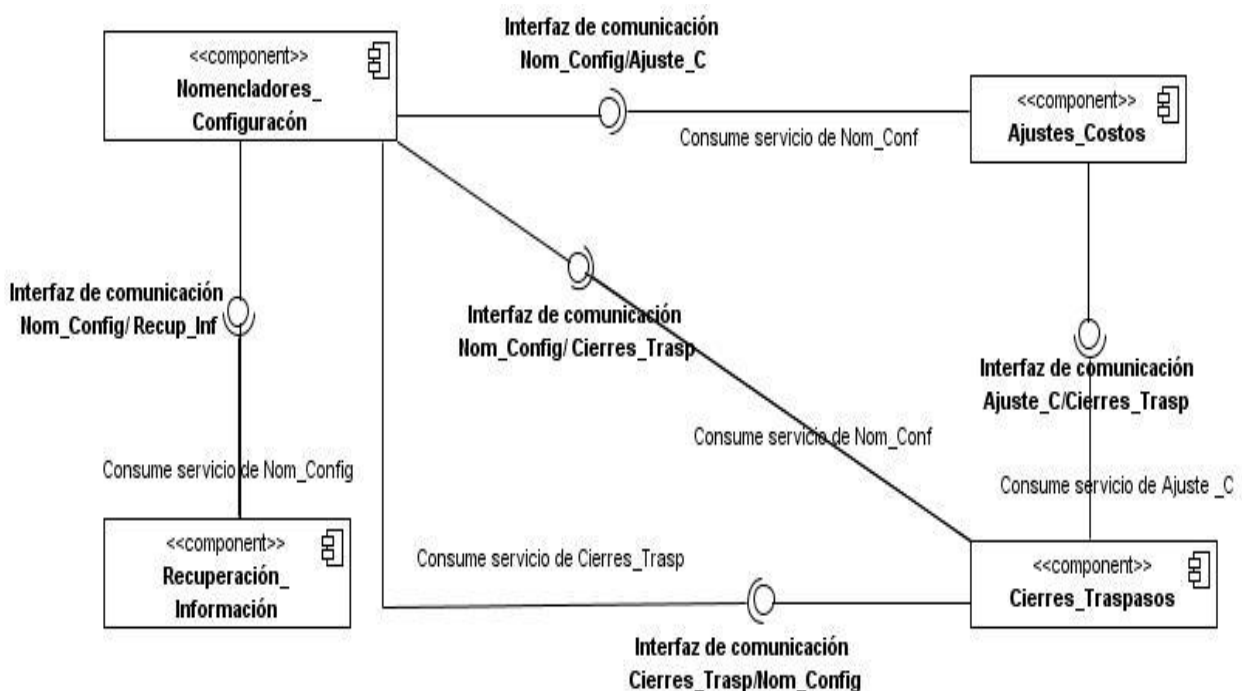 Interfaz de comunicación
Nom_Config/Ajuste_C
<<component>>
Nomencladores_
Configuracón
<<component>>
Ajustes_Costos
Consume servicio de Nom_Conf
Interfaz de comunicación
Nom_Config/ Recup_Inf
Interfaz de comunicación
Nom_Config/ Cierres_Trasp
Interfaz de comunicación
Ajuste_C/Cierres_Trasp
Consume servicio de Nom_Conf
Consume servicio de Nom_Config
Consume servicio de Ajuste _C
<<component>>
Recuperación_
Información
Consume servicio de Cierres_Trasp
<<component>>
Cierres_Traspasos
Interfaz de comunicación
Cierres_Trasp/Nom_Config